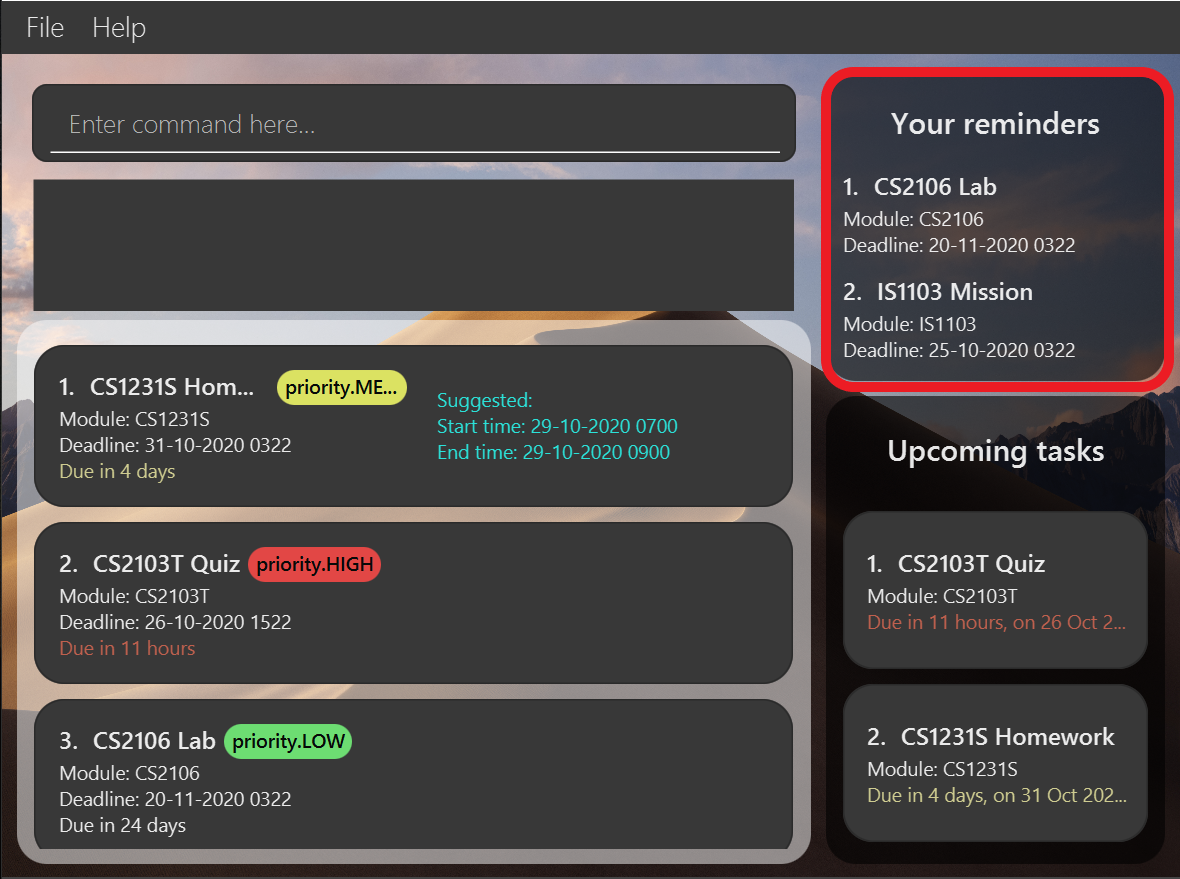 File Help
Enter command here...
1. CS1231S Hom... priority.ME...
Module: CS1231S
Deadline: 31-10-2020 0322
Due in 4 days
Suggested:
Start time: 29-10-2020 0700
End time: 29-10-2020 0900
2. CS2103T Quiz priority.HIGH
Module: CS2103T
Deadline: 26-10-2020 1522
Due in 11 hours
3. CS2106 Lab priority.LOW
Module: CS2106
Deadline: 20-11-2020 0322
Due in 24 days
Your reminders
1. CS2106 Lab
Module: CS2106
Deadline: 20-11-2020 0322
2. IS1103 Mission
Module: IS1103
Deadline: 25-10-2020 0322
Upcoming tasks
1. CS2103T Quiz
Module: CS2103T
Due in 11 hours, on 26 Oct 2...
2. CS1231S Homework
Module: CS1231S
Due in 4 days, on 31 Oct 202...